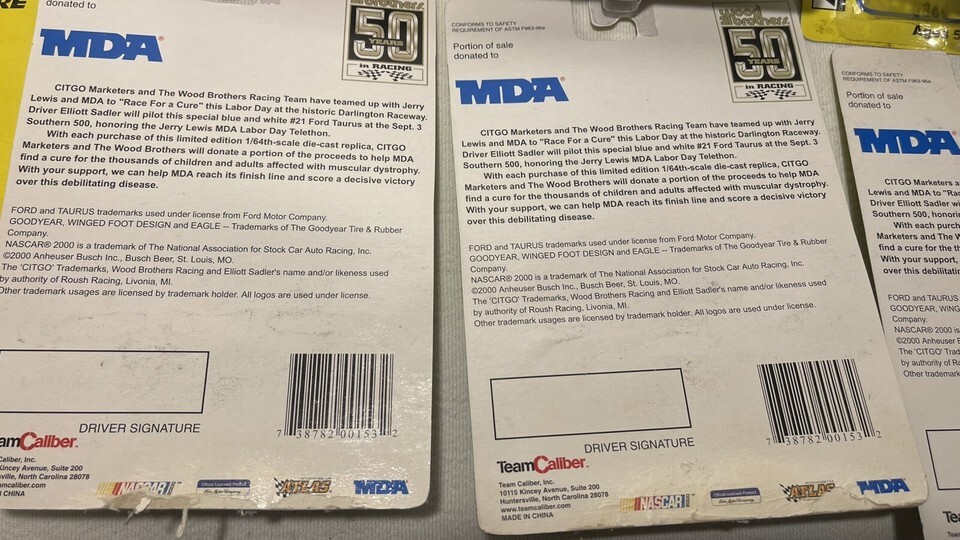 donated to
MDA
wood brothers
50
YEARS
in RACING
CITGO Marketers and The Wood Brothers Racing Team have teamed up with Jerry
Lewis and MDA to "Race For a Cure" this Labor Day at the historic Darlington Raceway.
Driver Elliott Sadler will pilot this special blue and white #21 Ford Taurus at the Sept. 3
Southern 500, honoring the Jerry Lewis MDA Labor Day Telethon.
With each purchase of this limited edition 1/64th-scale die-cast replica, CITGO
Marketers and The Wood Brothers will donate a portion of the proceeds to help MDA
find a cure for the thousands of children and adults affected with muscular dystrophy.
With your support, we can help MDA reach its finish line and score a decisive victory
over this debilitating disease.
FORD and TAURUS trademarks used under license from Ford Motor Company.
GOODYEAR, WINGED FOOT DESIGN and EAGLE -- Trademarks of The Goodyear Tire & Rubber
Company.
NASCAR® 2000 is a trademark of The National Association for Stock Car Auto Racing, Inc.
©2000 Anheuser Busch Inc., Busch Beer, St. Louis, MO.
The 'CITGO' Trademarks, Wood Brothers Racing and Elliott Sadler's name and/or likeness used
by authority of Roush Racing, Livonia, MI.
Other trademark usages are licensed by trademark holder. All logos are used under license.
DRIVER SIGNATURE
7 38782 00153 2
amCaliber.
Caliber, Inc.
Kincey Avenue, Suite 200
sville, North Carolina 28078
mcaliber.com
CHINA
NASCAR
ATLAS
MDA
CONFORMS TO SAFETY
REQUIREMENT OF ASTM F963-96a
Portion of sale
donated to
MDA
wood brothers
50
YEARS
in RACING
CITGO Marketers and The Wood Brothers Racing Team have teamed up with Jerry
Lewis and MDA to "Race For a Cure" this Labor Day at the historic Darlington Raceway.
Driver Elliott Sadler will pilot this special blue and white #21 Ford Taurus at the Sept. 3
Southern 500, honoring the Jerry Lewis MDA Labor Day Telethon.
With each purchase of this limited edition 1/64th-scale die-cast replica, CITGO
Marketers and The Wood Brothers will donate a portion of the proceeds to help MDA
find a cure for the thousands of children and adults affected with muscular dystrophy.
With your support, we can help MDA reach its finish line and score a decisive victory
over this debilitating disease.
FORD and TAURUS trademarks used under license from Ford Motor Company.
GOODYEAR, WINGED FOOT DESIGN and EAGLE -- Trademarks of The Goodyear Tire & Rubber
Company.
NASCAR® 2000 is a trademark of The National Association for Stock Car Auto Racing, Inc.
©2000 Anheuser Busch Inc., Busch Beer, St. Louis, MO.
The 'CITGO' Trademarks, Wood Brothers Racing and Elliott Sadler's name and/or likeness used
by authority of Roush Racing, Livonia, MI.
Other trademark usages are licensed by trademark holder. All logos are used under license.
DRIVER SIGNATURE
7 38782 00153 2
TeamCaliber.
Team Caliber, Inc.
10115 Kincey Avenue, Suite 200
Huntersville, North Carolina 28078
www.teamcaliber.com
MADE IN CHINA
NASCAR
ATLAS
MDA
Ages 5
CONFORMS TO SAFETY
REQUIREMENT OF ASTM F963-96a
Portion of sale
donated to
MDA
CITGO Marketers a
Lewis and MDA to "Rac
Driver Elliott Sadler wi
Southern 500, honorin
With each purch
Marketers and The W
find a cure for the th
With your support,
over this debilitatin
FORD and TAURUS
GOODYEAR, WING
Company.
NASCAR® 2000 is
©2000 Anheuser B
The 'CITGO' Trad
by authority of Ro
Other trademark
Tea